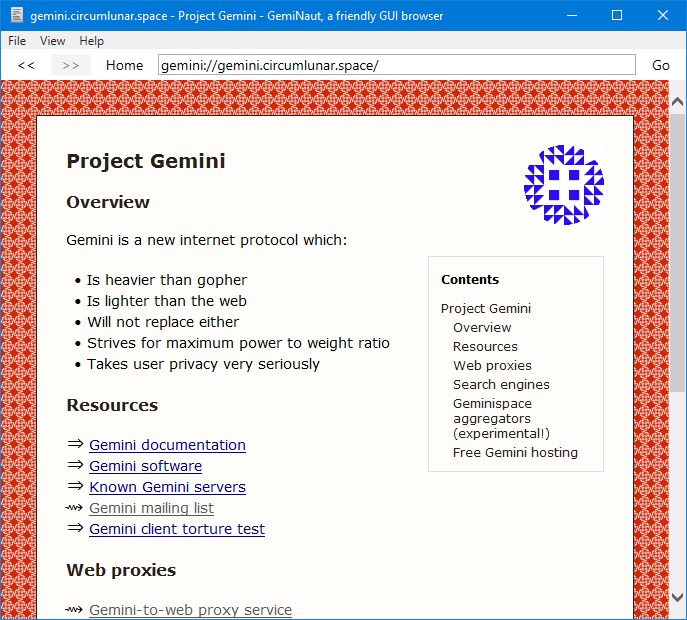 gemini.circumlunar.space - Project Gemini - GemiNaut, a friendly GUI browser
File View Help
<< >> Home gemini://gemini.circumlunar.space/ Go
Project Gemini
Overview
Gemini is a new internet protocol which:
• Is heavier than gopher
• Is lighter than the web
• Will not replace either
• Strives for maximum power to weight ratio
• Takes user privacy very seriously
Contents
Project Gemini
Overview
Resources
Web proxies
Search engines
Geminispace
aggregators
(experimental!)
Free Gemini hosting
Resources
⇒ Gemini documentation
⇒ Gemini software
⇒ Known Gemini servers
⇝ Gemini mailing list
⇒ Gemini client torture test
Web proxies
⇝ Gemini-to-web proxy service